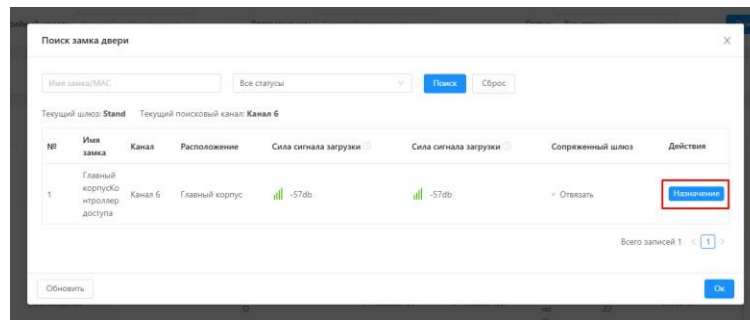 Поиск замка двери
Имя замка/MAC
Все статусы
Поиск
Сброс
Текущий шлюз: Stand Текущий поисковый канал: Канал 6
№ Имя замка Канал Расположение Сила сигнала загрузки Сила сигнала загрузки Сопряженный шлюз Действия
1 Главный корпусКо нтроллер доступа Канал 6 Главный корпус -57db -57db Отвязать Назначение
Всего записей 1 < 1 >
Обновить
Ок